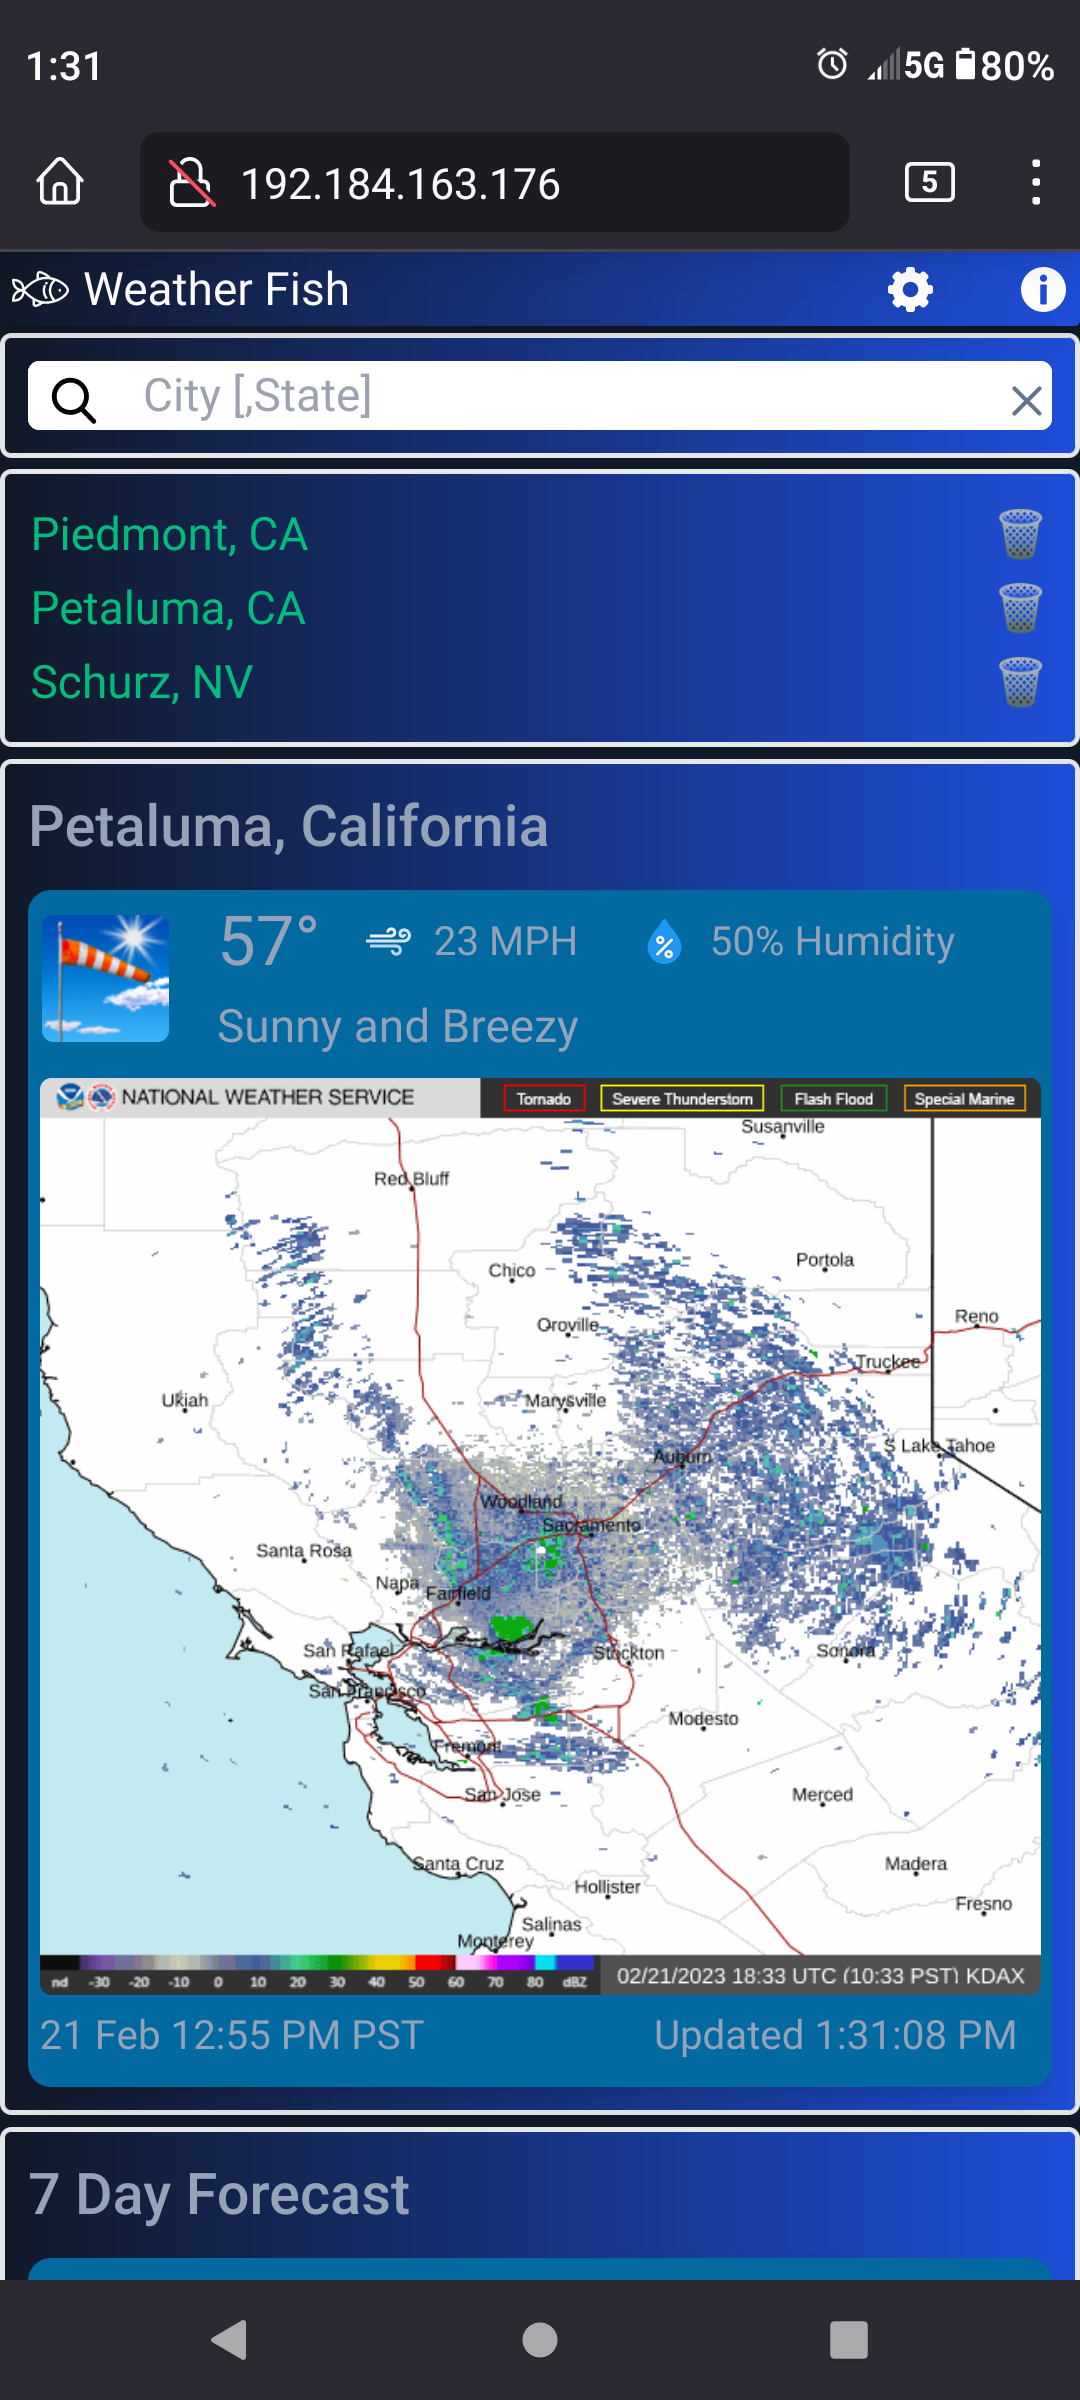 1:31 5G 80%
192.184.163.176 5
Weather Fish
City [,State]
Piedmont, CA
Petaluma, CA
Schurz, NV
Petaluma, California
57° 23 MPH 50% Humidity
Sunny and Breezy
NATIONAL WEATHER SERVICE Tornado Severe Thunderstorm Flash Flood Special Marine
Susanville
Red Bluff
Portola
Chico
Reno
Oroville
Truckee
Ukiah
Marysville
S Lake Tahoe
Auburn
Woodland
Sacramento
Santa Rosa
Napa
Fairfield
San Rafael
Stockton
Sonora
San Francisco
Modesto
Fremont
San Jose
Merced
Santa Cruz
Madera
Hollister
Fresno
Salinas
Monterey
nd -30 -20 -10 0 10 20 30 40 50 60 70 80 dBZ 02/21/2023 18:33 UTC (10:33 PST) KDAX
21 Feb 12:55 PM PST Updated 1:31:08 PM
7 Day Forecast